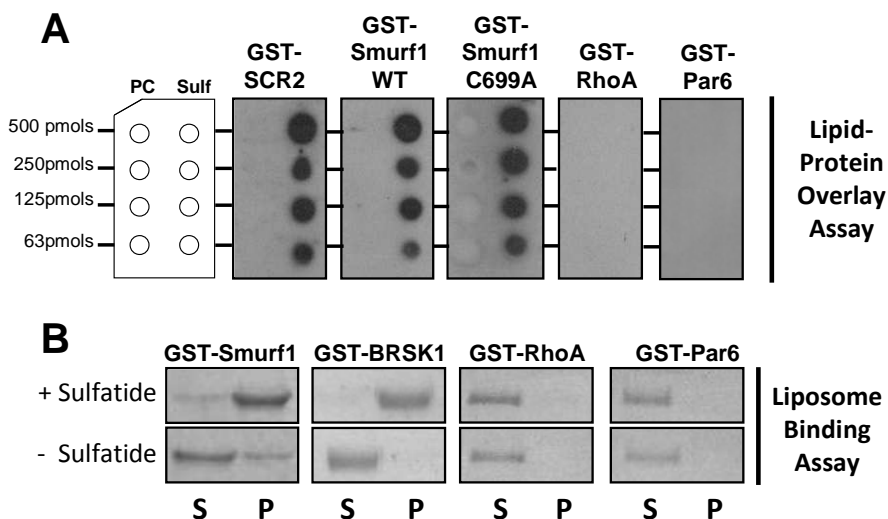 A
GST-
SCR2
GST-
Smurf1
WT
GST-
Smurf1
C699A
GST-
RhoA
GST-
Par6
PC Sulf
500 pmols
250pmols
125pmols
63pmols
Lipid-
Protein
Overlay
Assay
B
GST-Smurf1 GST-BRSK1 GST-RhoA GST-Par6
+ Sulfatide
- Sulfatide
S P S P S P S P
Liposome
Binding
Assay